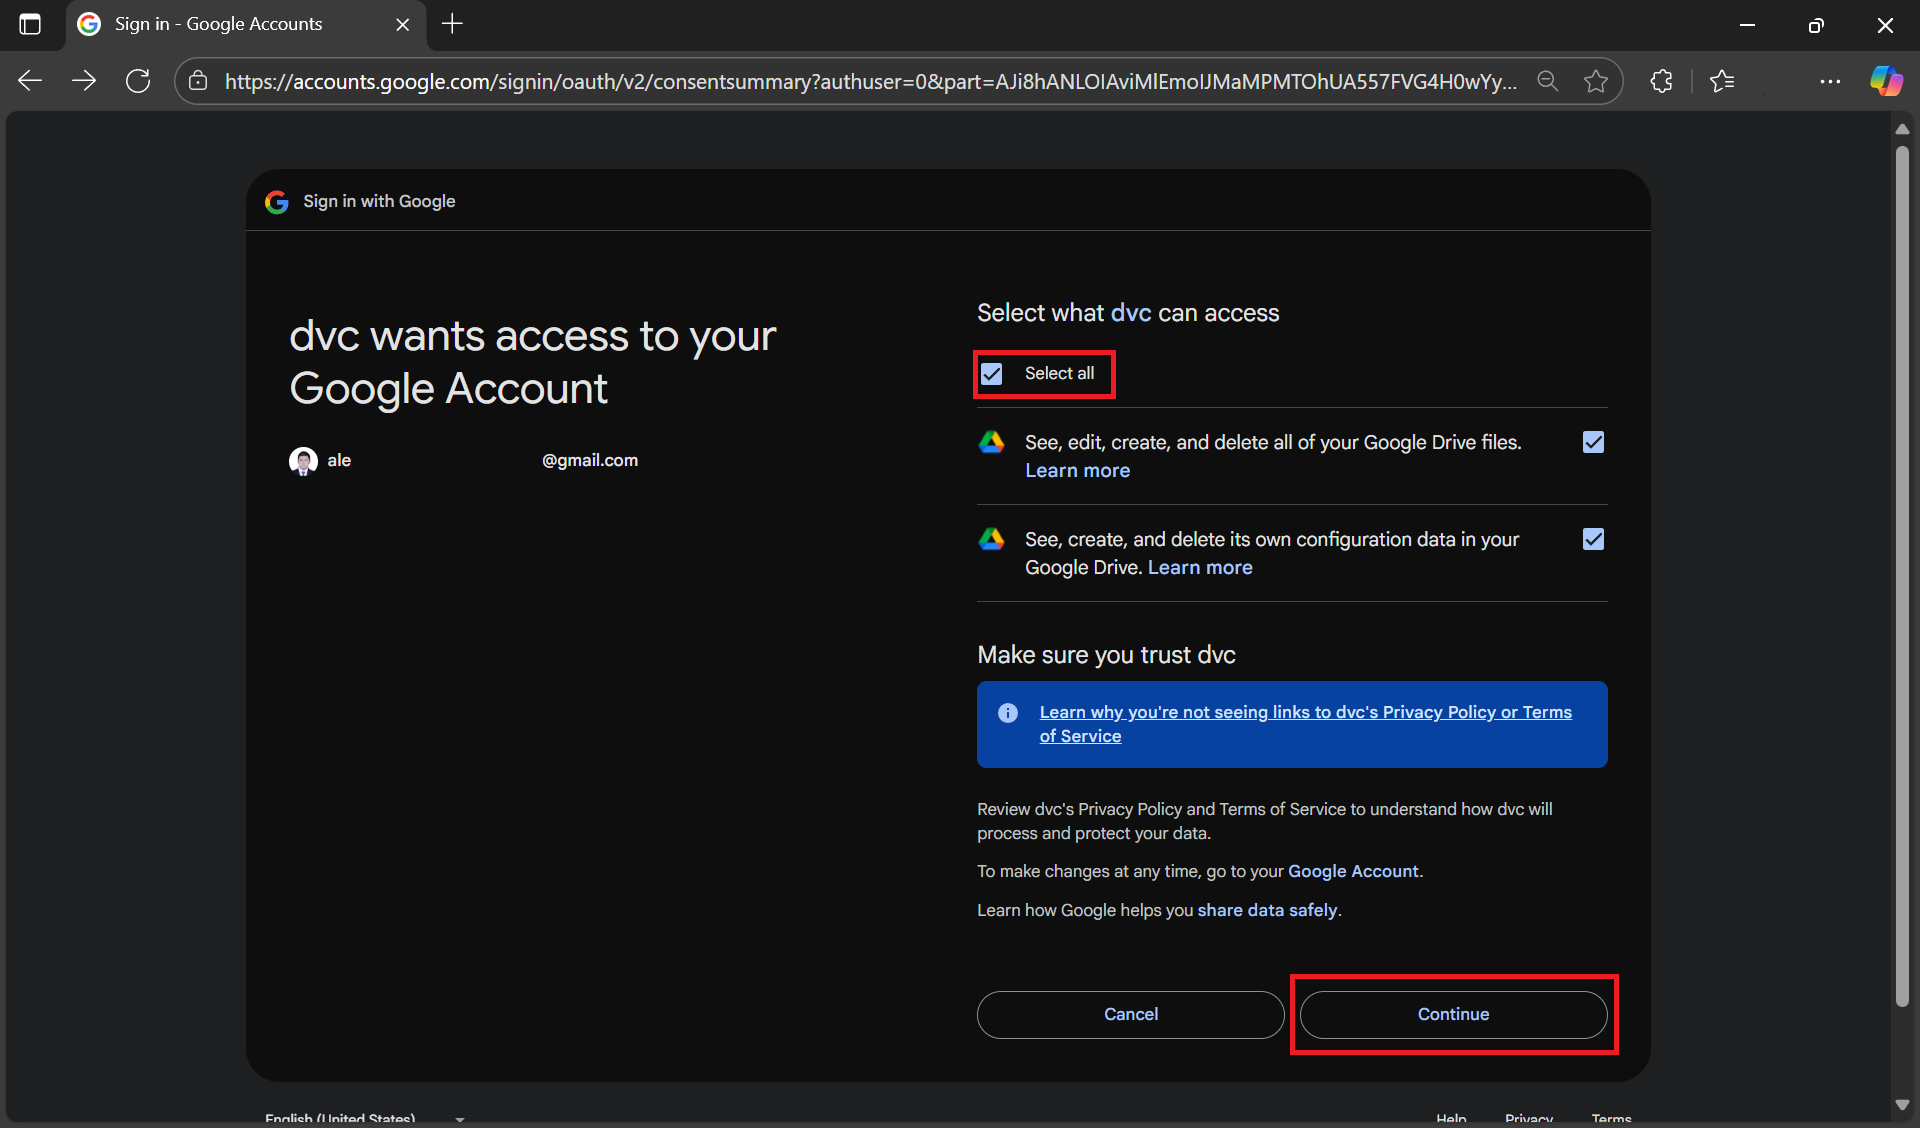 Sign in - Google Accounts
https://accounts.google.com/signin/oauth/v2/consentsummary?authuser=0&part=AJi8hANLOIAviMlEmoIJMaMPMTOhUA557FVG4H0wYy...
Sign in with Google
dvc wants access to your
Google Account
ale @gmail.com
Select what dvc can access
Select all
See, edit, create, and delete all of your Google Drive files.
Learn more
See, create, and delete its own configuration data in your
Google Drive. Learn more
Make sure you trust dvc
Learn why you're not seeing links to dvc's Privacy Policy or Terms
of Service
Review dvc's Privacy Policy and Terms of Service to understand how dvc will
process and protect your data.
To make changes at any time, go to your Google Account.
Learn how Google helps you share data safely.
Cancel
Continue
English (United States)
Help Privacy Terms